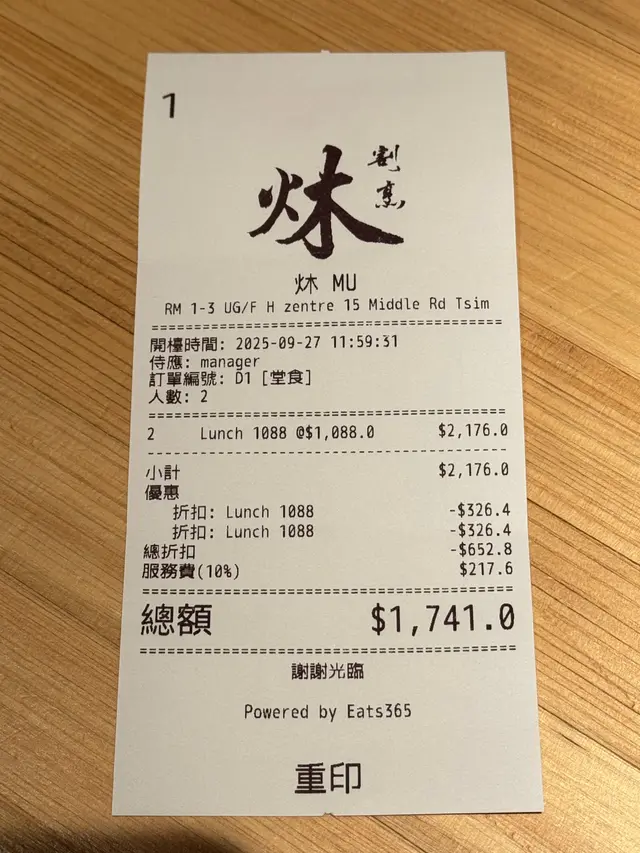 1
炑
割烹
炑 MU
RM 1-3 UG/F H zentre 15 Middle Rd Tsim
開檯時間: 2025-09-27 11:59:31
侍應: manager
訂單編號: D1 [堂食]
人數: 2
2 Lunch 1088 @$1,088.0 $2,176.0
小計 $2,176.0
優惠
折扣: Lunch 1088 -$326.4
折扣: Lunch 1088 -$326.4
總折扣 -$652.8
服務費(10%) $217.6
總額 $1,741.0
謝謝光臨
Powered by Eats365
重印